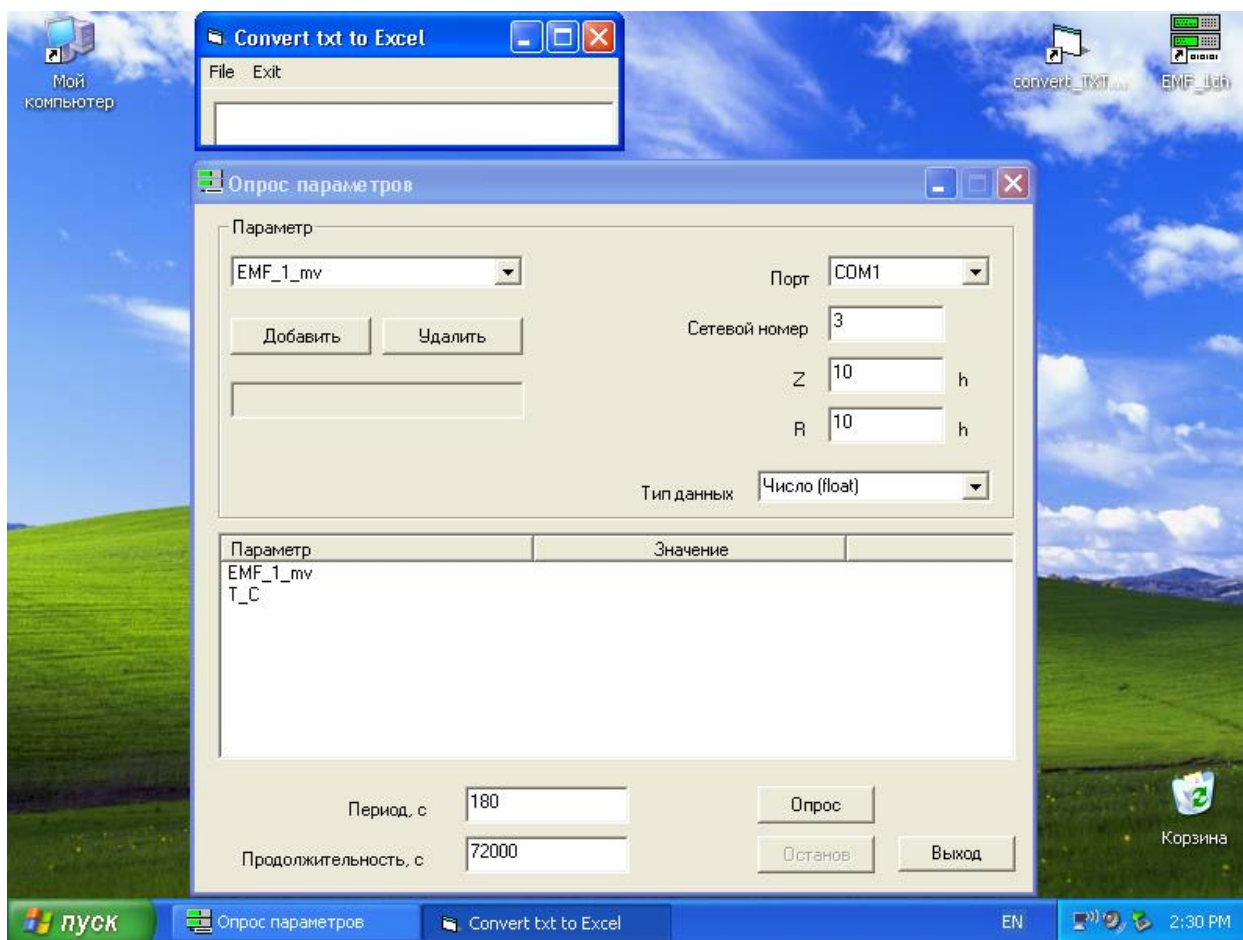 Convert txt to Excel
File Exit
Мой
компьютер
convert_TXT....
Опрос параметров
Параметр
EMF_1_mv
Порт COM1
Добавить Удалить
Сетевой номер 3
Z 10 h
R 10 h
Тип данных Число (float)
Параметр Значение
EMF_1_mv
T_C
Период, с 180
Опрос
Продолжительность, с 72000
Останов Выход
Корзина
пуск Опрос параметров Convert txt to Excel EN 2:30 PM